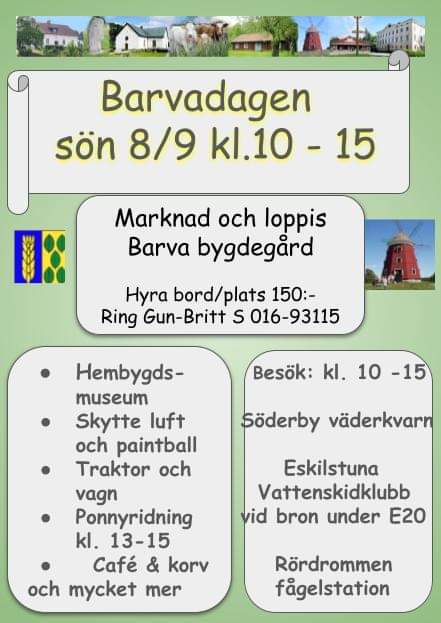 Barvadagen
sön 8/9 kl.10 - 15
Marknad och loppis
Barva bygdegård
Hyra bord/plats 150:-
Ring Gun-Britt S 016-93115
• Hembygds-
museum
• Skytte luft
och paintball
• Traktor och
vagn
• Ponnyridning
kl. 13-15
• Café & korv
och mycket mer
Besök: kl. 10 -15
Söderby väderkvarn
Eskilstuna
Vattenskidklubb
vid bron under E20
Rördrommen
fågelstation